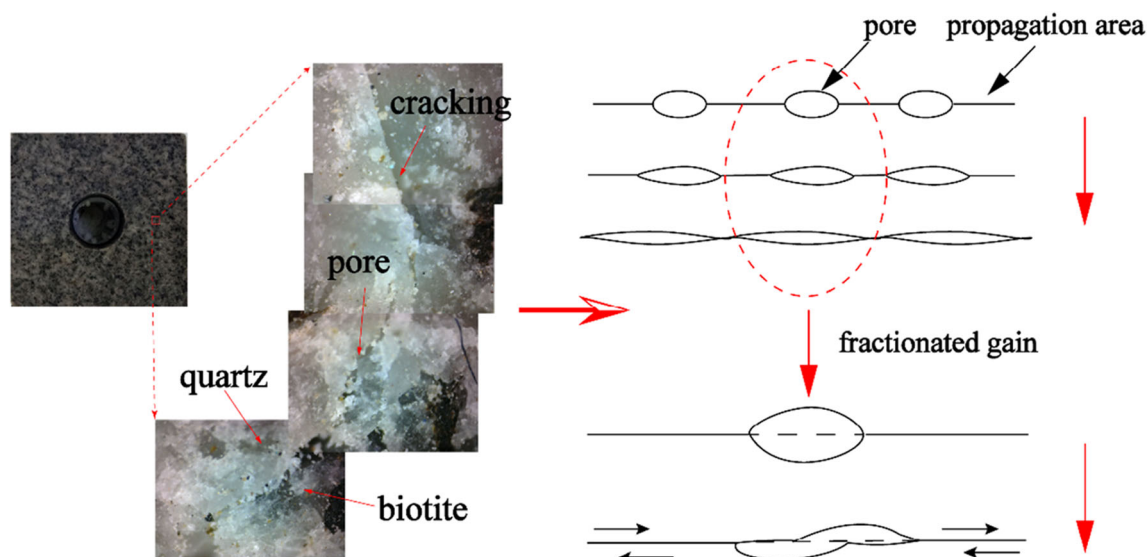 cracking
pore
quartz
biotite
pore
propagation area
fractionated gain